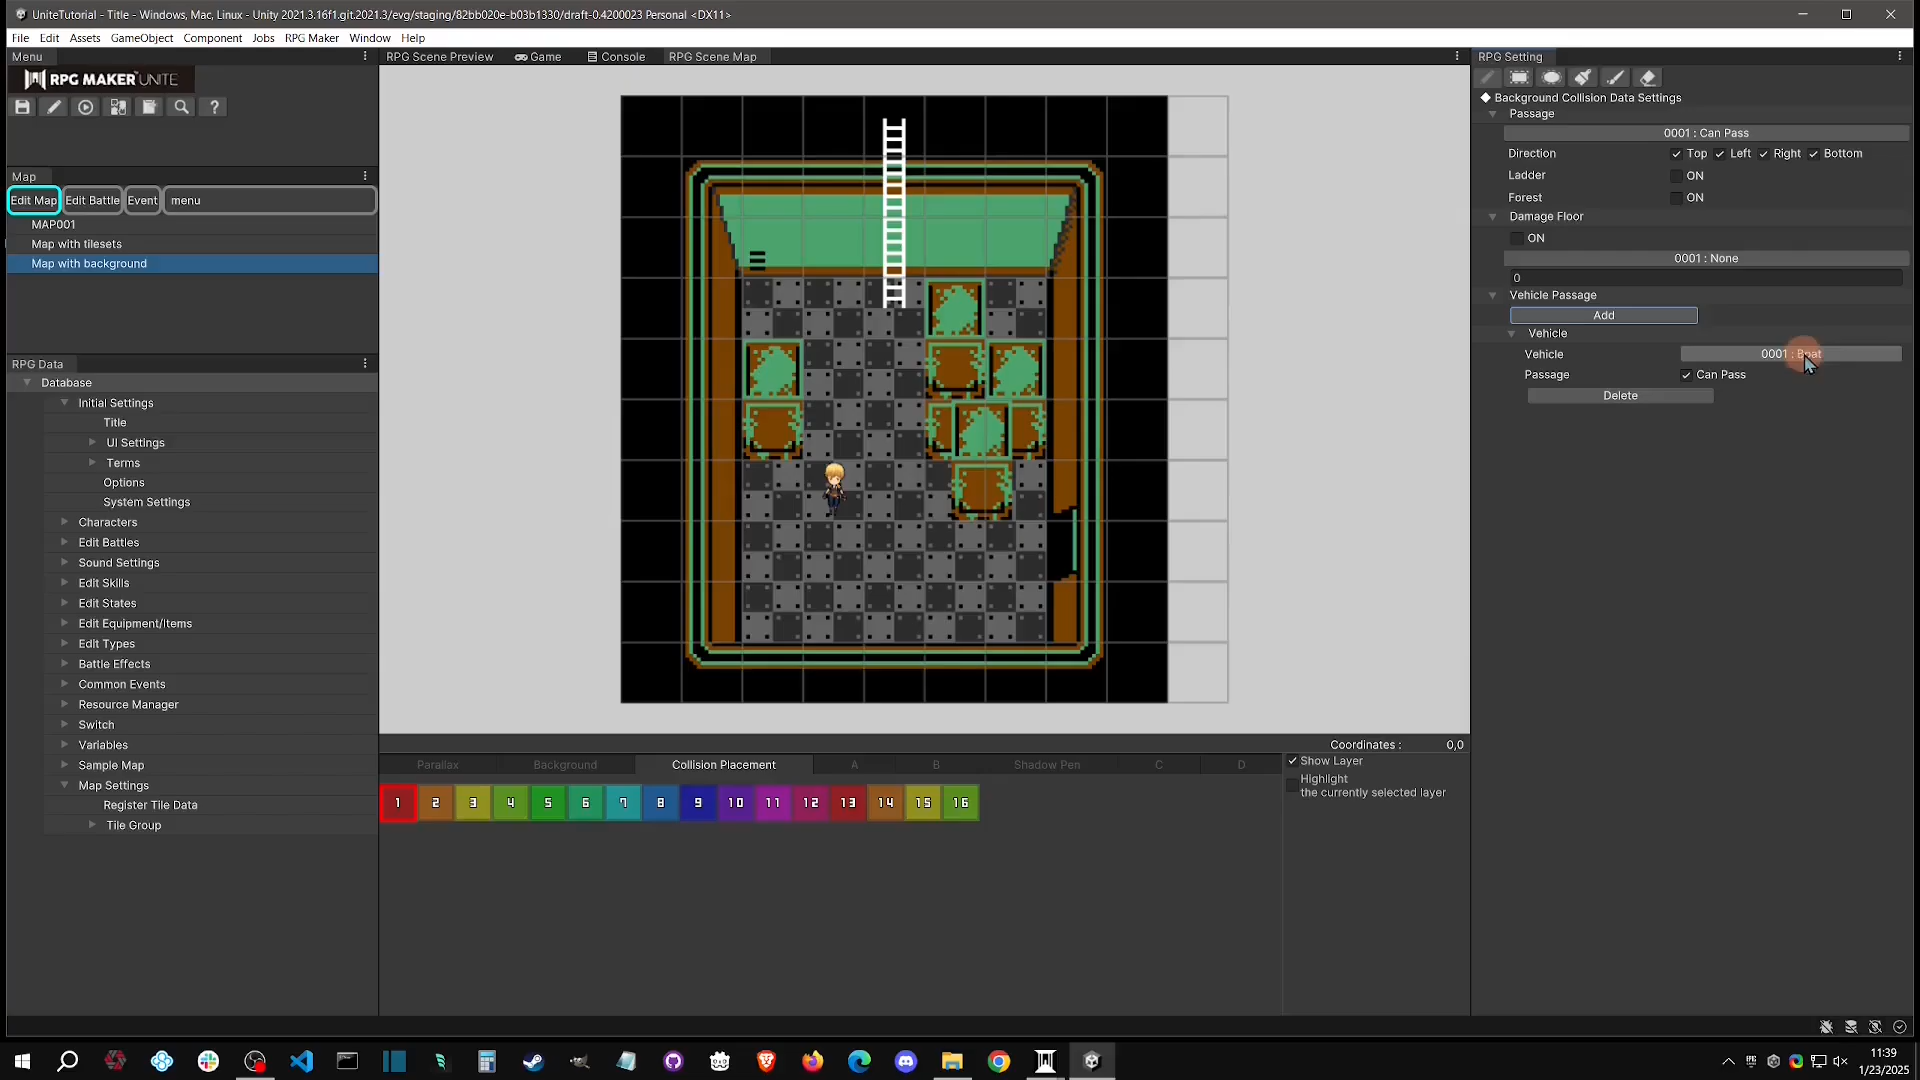 UniteTutorial - Title - Windows, Mac, Linux - Unity 2021.3.16f1.git.2021.3/evg/staging/82bb020e-b03b1330/draft-0.4200023 Personal <DX11>
File Edit Assets GameObject Component Jobs RPG Maker Window Help
Menu
RPG MAKER UNITE
Map
Edit Map Edit Battle Event menu
MAP001
Map with tilesets
Map with background
RPG Data
Database
Initial Settings
Title
UI Settings
Terms
Options
System Settings
Characters
Edit Battles
Sound Settings
Edit Skills
Edit States
Edit Equipment/Items
Edit Types
Battle Effects
Common Events
Resource Manager
Switch
Variables
Sample Map
Map Settings
Register Tile Data
Tile Group
RPG Scene Preview Game Console RPG Scene Map
Coordinates : 0,0
Parallax Background Collision Placement A B Shadow Pen C D
1 2 3 4 5 6 7 8 9 10 11 12 13 14 15 16
Show Layer
Highlight
the currently selected layer
RPG Setting
Background Collision Data Settings
Passage
0001 : Can Pass
Direction Top Left Right Bottom
Ladder ON
Forest ON
Damage Floor
ON
0001 : None
0
Vehicle Passage
Add
Vehicle
Vehicle 0001 : Boat
Passage Can Pass
Delete
11:39
1/23/2025